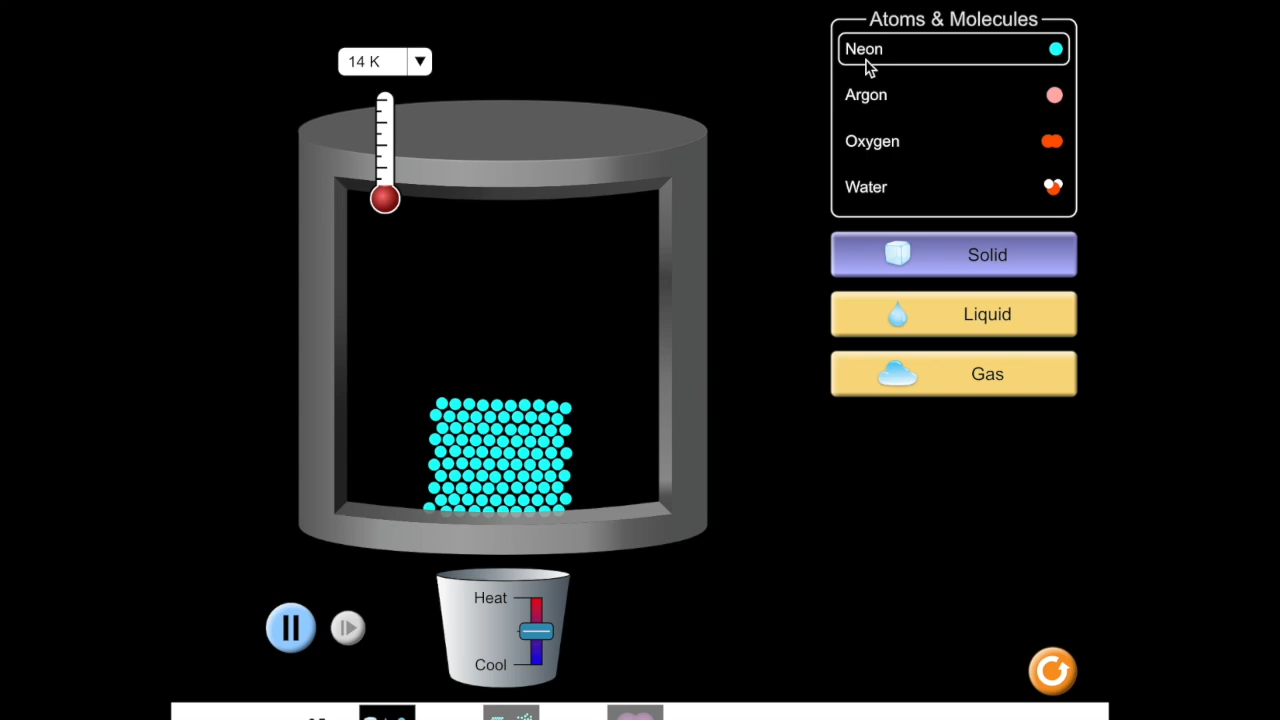 Atoms & Molecules
14 K
Neon
Argon
Oxygen
Water
Solid
Liquid
Gas
Heat
Cool